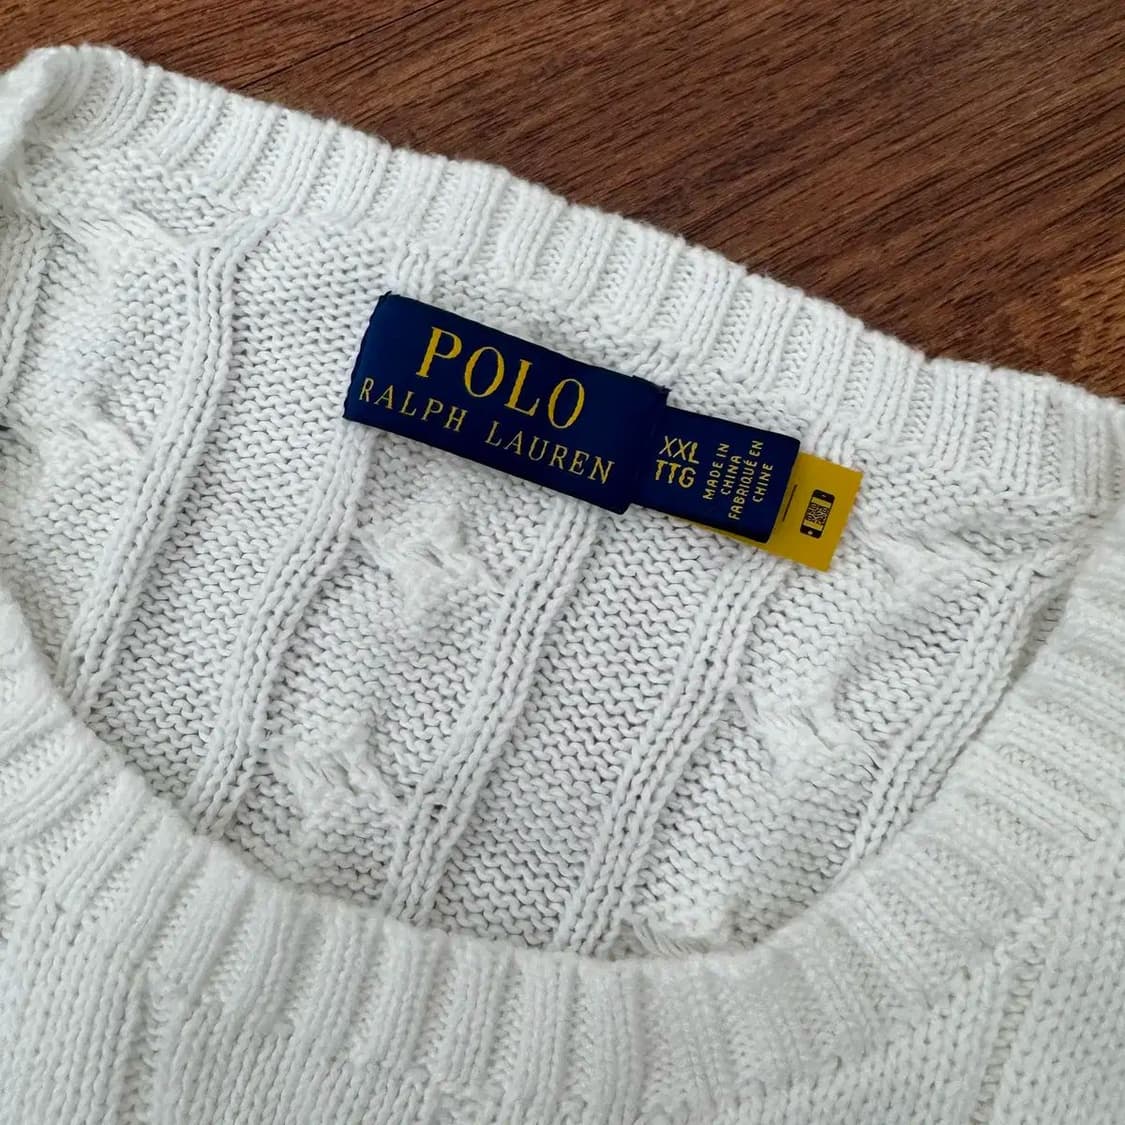 POLO
RALPH LAUREN
XXL
TTG
MADE IN
CHINA
FABRIQUÉ EN
CHINE